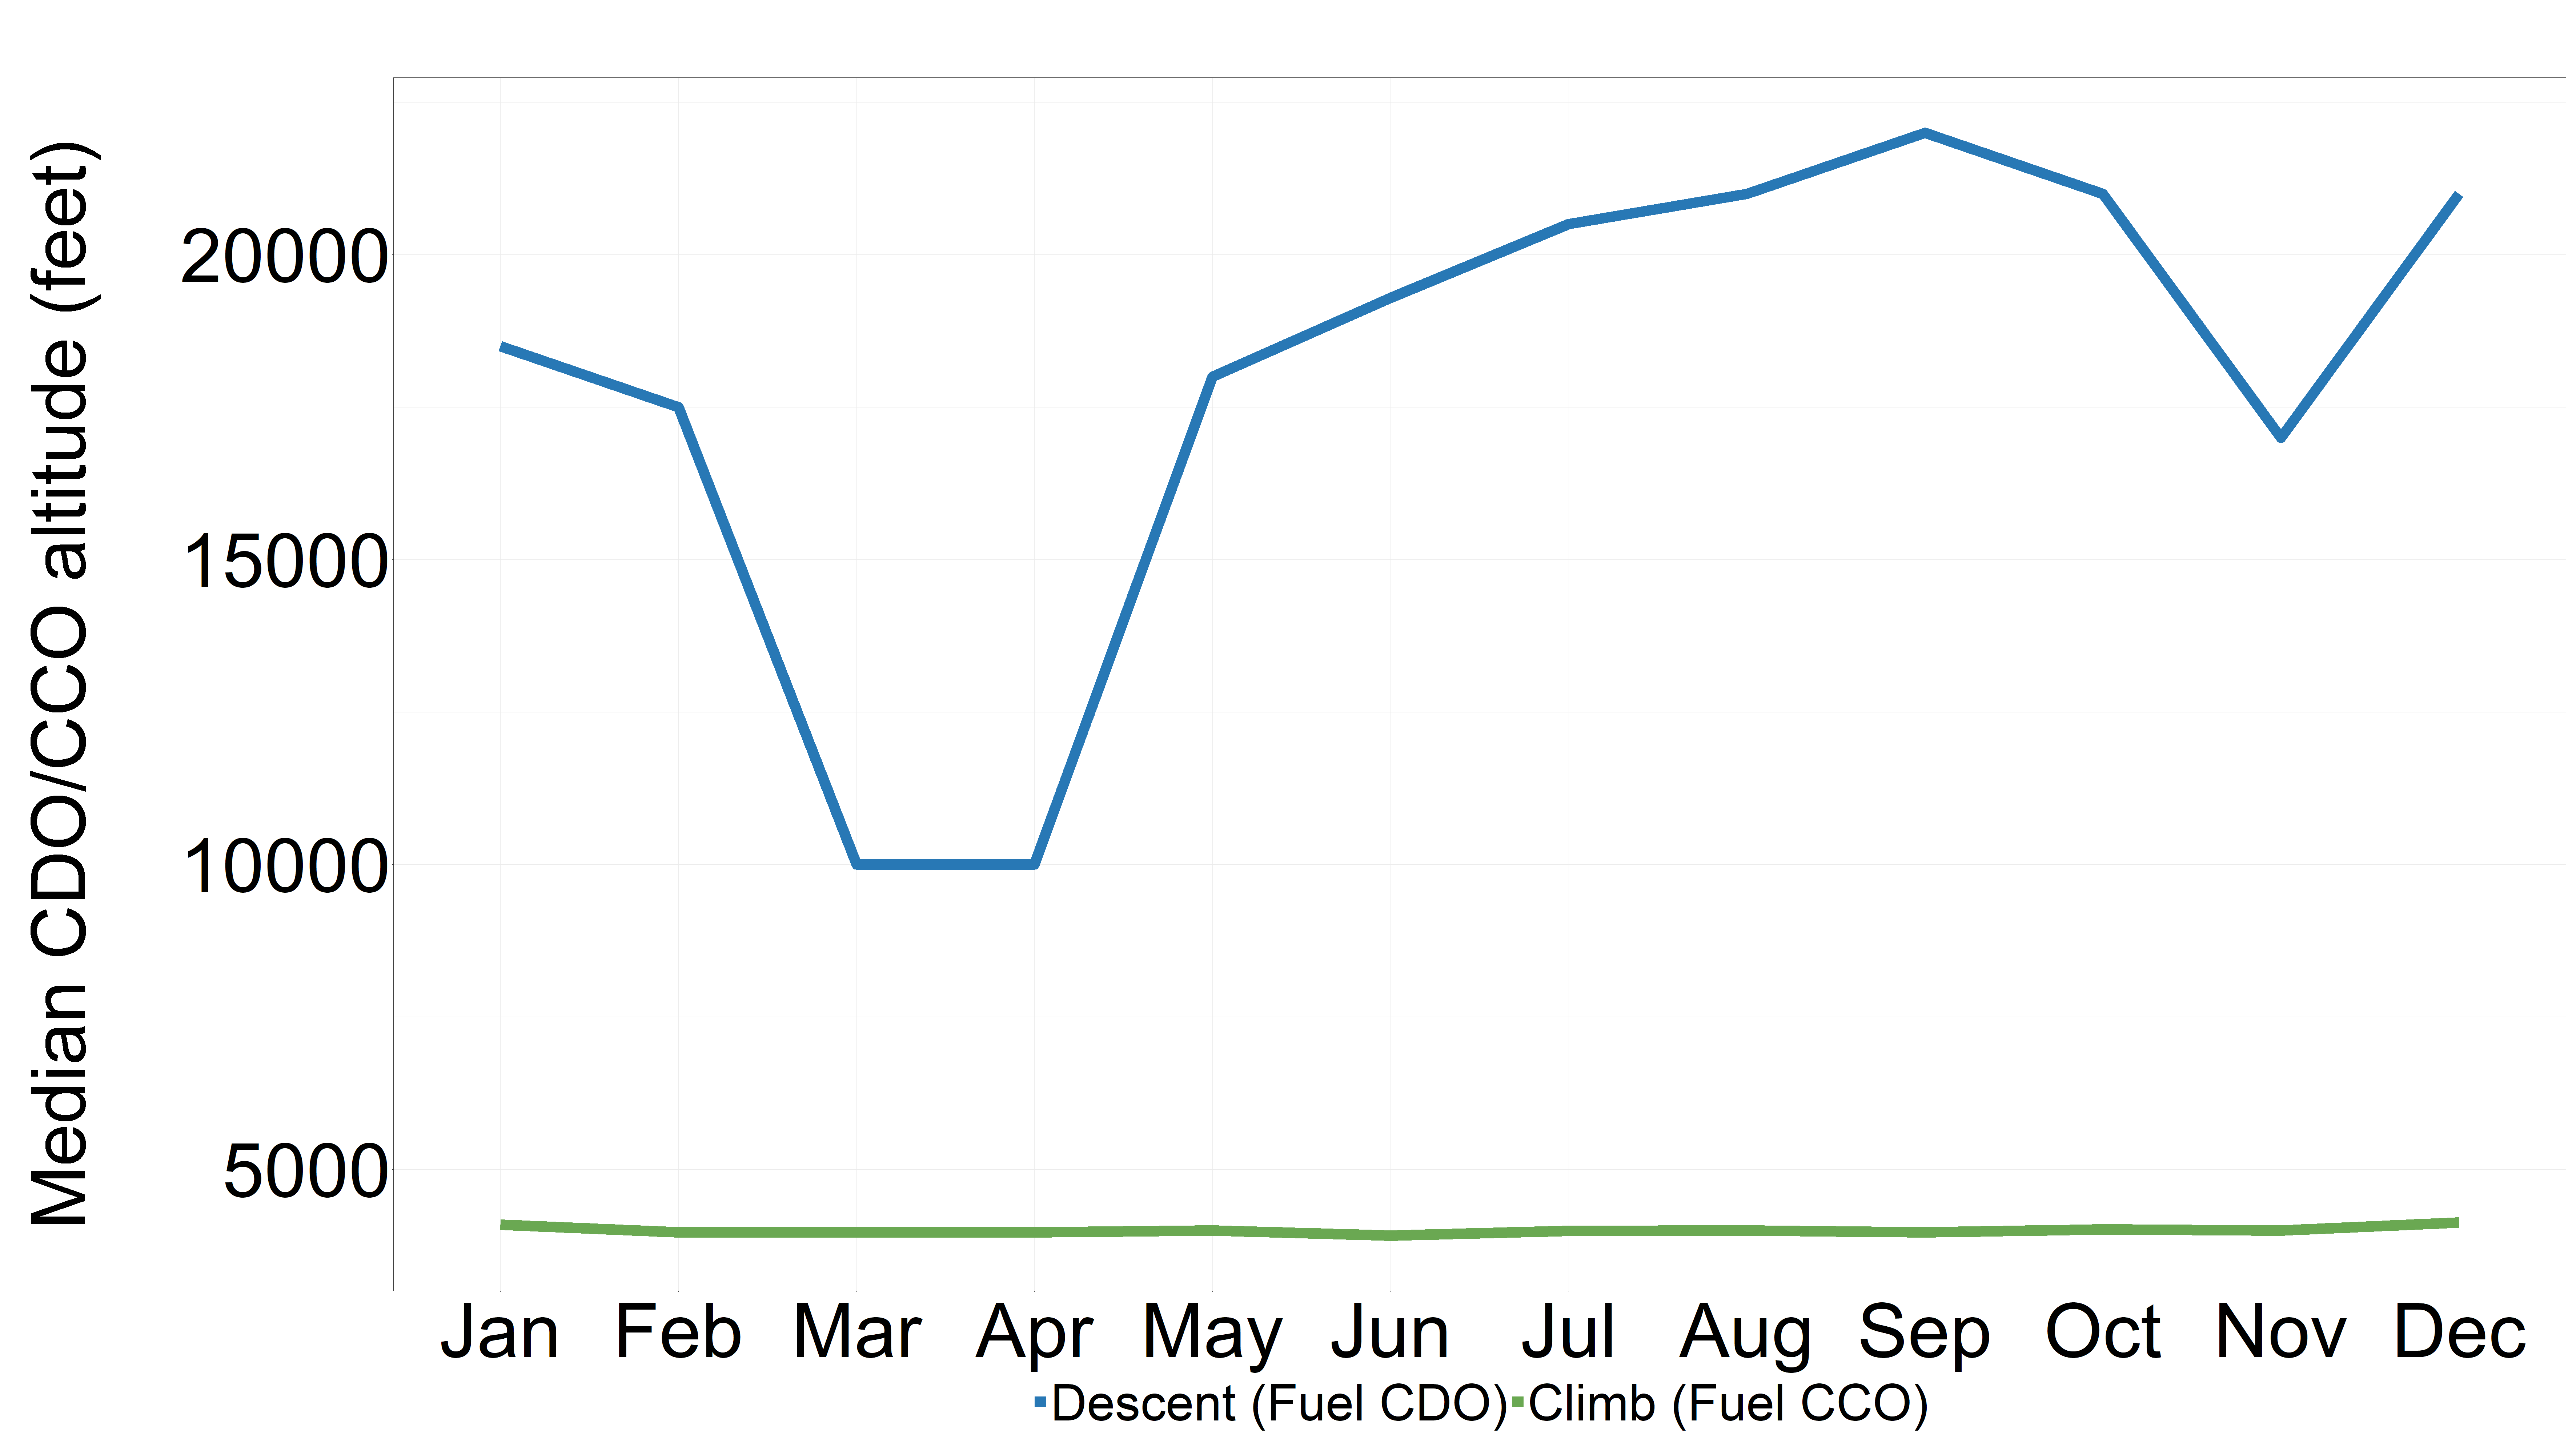 Median CDO/CCO altitude (feet)
20000
15000
10000
5000
Jan Feb Mar Apr May Jun Jul Aug Sep Oct Nov Dec
Descent (Fuel CDO) Climb (Fuel CCO)